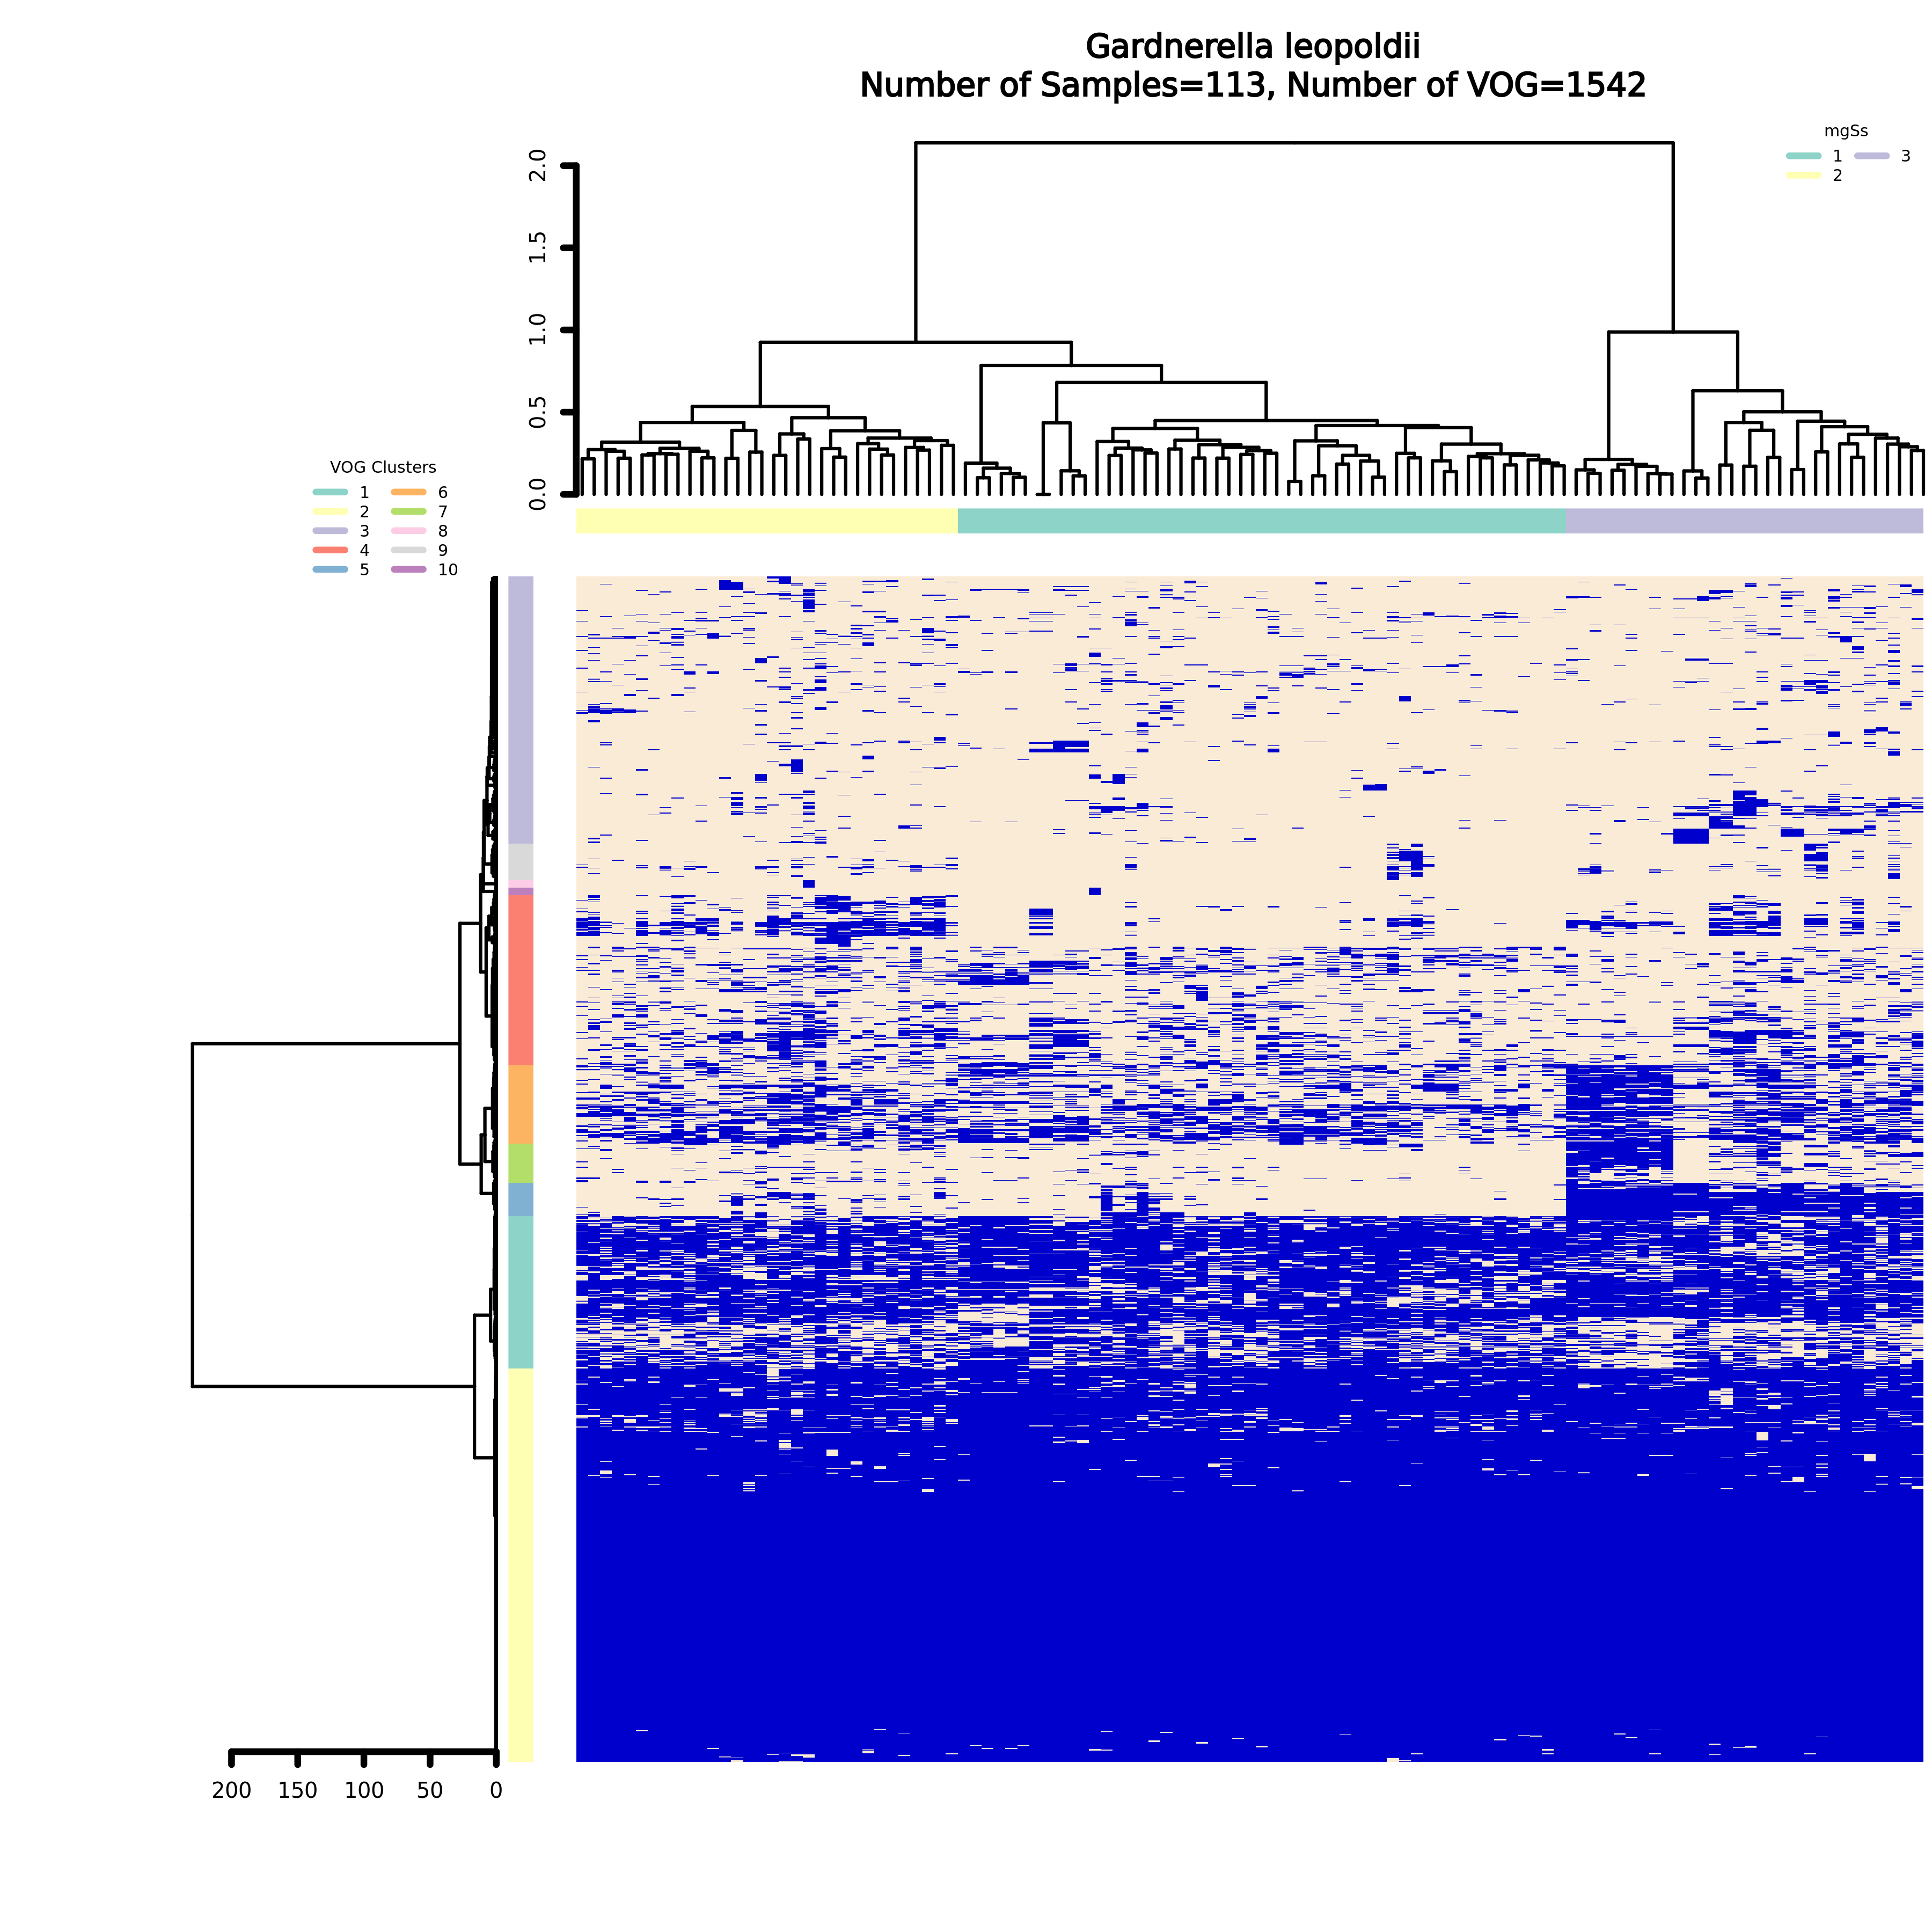 Gardnerella leopoldii
Number of Samples=113, Number of VOG=1542
mgSs
1 3
2
2.0
1.5
1.0
0.5
0.0
VOG Clusters
1 6
2 7
3 8
4 9
5 10
200 150 100 50 0